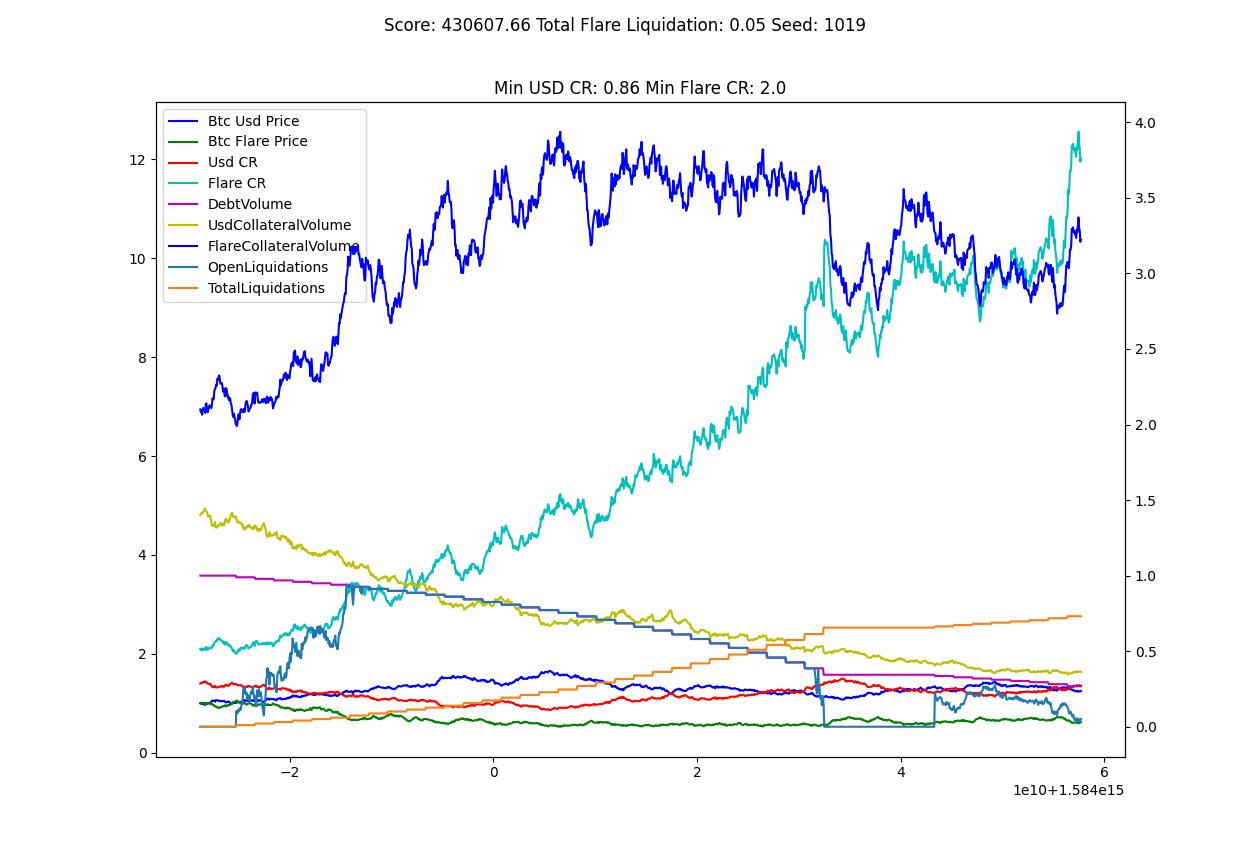 Score: 430607.66 Total Flare Liquidation: 0.05 Seed: 1019
Min USD CR: 0.86 Min Flare CR: 2.0
Btc Usd Price
Btc Flare Price
Usd CR
Flare CR
DebtVolume
UsdCollateralVolume
FlareCollateralVolume
OpenLiquidations
TotalLiquidations
12
10
8
6
4
2
0
4.0
3.5
3.0
2.5
2.0
1.5
1.0
0.5
0.0
−2
0
2
4
6
1e10+1.584e15